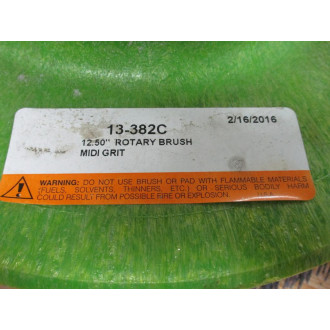 13-382C
2/16/2016
12.50" ROTARY BRUSH
MIDI GRIT
WARNING: DO NOT USE BRUSH OR PAD WITH FLAMMABLE MATERIALS
(FUELS, SOLVENTS, THINNERS, ETC.) OR SERIOUS BODILY HARM
COULD RESULT FROM POSSIBLE FIRE OR EXPLOSION.